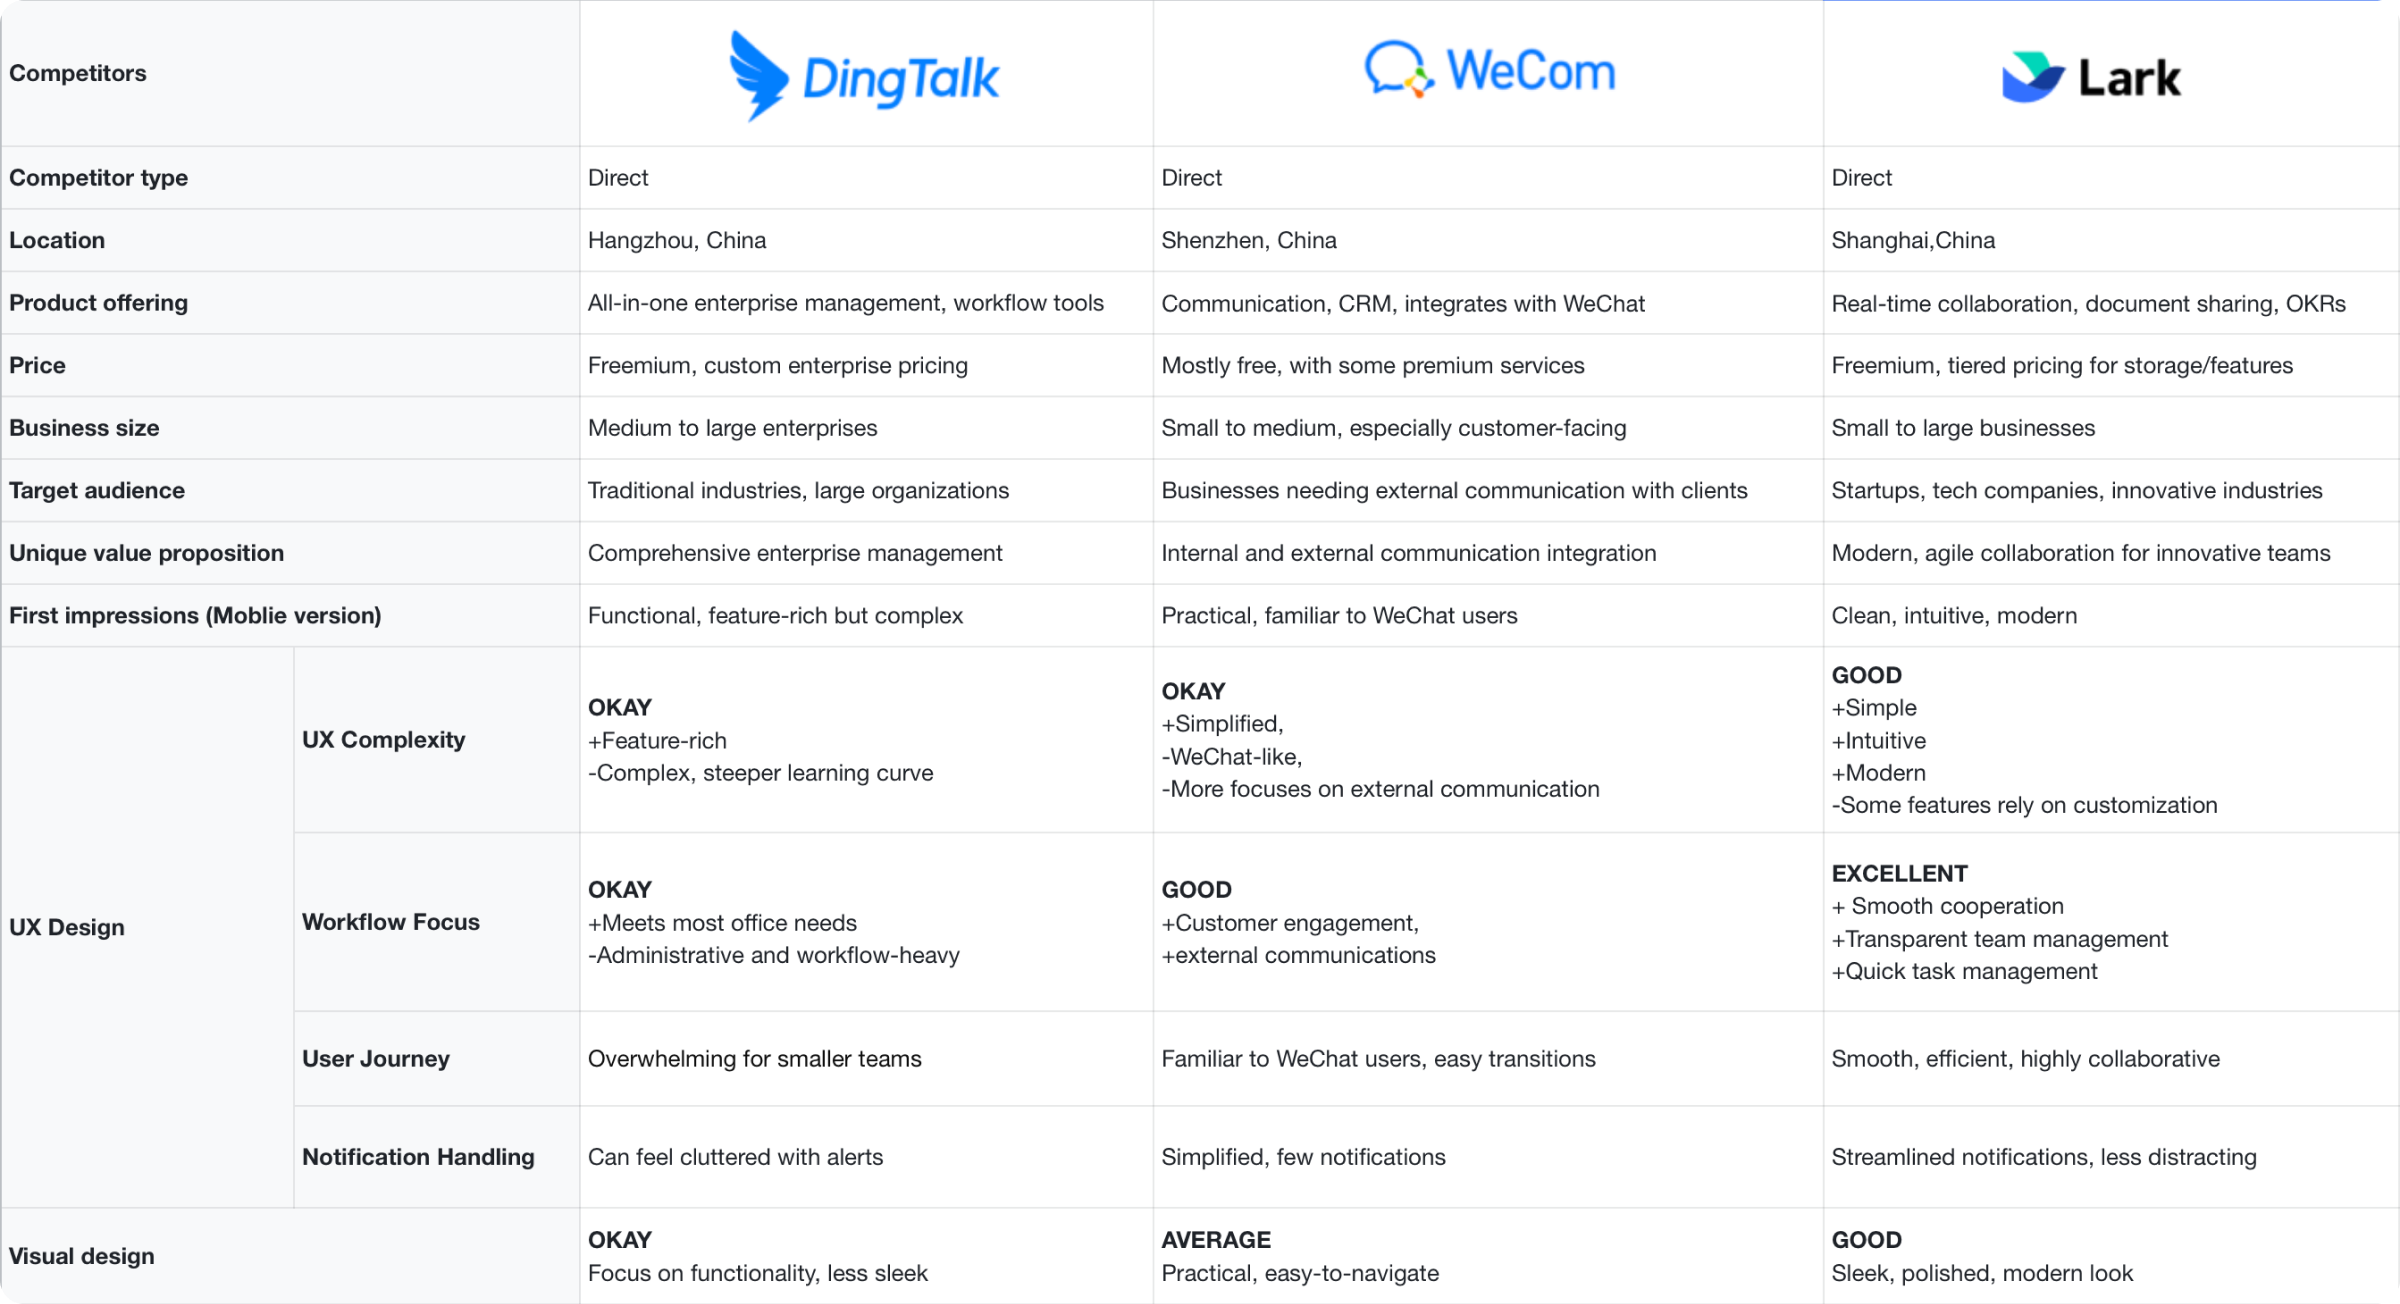 Competitors
DingTalk
WeCom
Lark
Competitor type
Direct
Direct
Direct
Location
Hangzhou, China
Shenzhen, China
Shanghai,China
Product offering
All-in-one enterprise management, workflow tools
Communication, CRM, integrates with WeChat
Real-time collaboration, document sharing, OKRs
Price
Freemium, custom enterprise pricing
Mostly free, with some premium services
Freemium, tiered pricing for storage/features
Business size
Medium to large enterprises
Small to medium, especially customer-facing
Small to large businesses
Target audience
Traditional industries, large organizations
Businesses needing external communication with clients
Startups, tech companies, innovative industries
Unique value proposition
Comprehensive enterprise management
Internal and external communication integration
Modern, agile collaboration for innovative teams
First impressions (Moblie version)
Functional, feature-rich but complex
Practical, familiar to WeChat users
Clean, intuitive, modern
UX Design
UX Complexity
OKAY
+Feature-rich
-Complex, steeper learning curve
OKAY
+Simplified,
-WeChat-like,
-More focuses on external communication
GOOD
+Simple
+Intuitive
+Modern
-Some features rely on customization
Workflow Focus
OKAY
+Meets most office needs
-Administrative and workflow-heavy
GOOD
+Customer engagement,
+external communications
EXCELLENT
+ Smooth cooperation
+Transparent team management
+Quick task management
User Journey
Overwhelming for smaller teams
Familiar to WeChat users, easy transitions
Smooth, efficient, highly collaborative
Notification Handling
Can feel cluttered with alerts
Simplified, few notifications
Streamlined notifications, less distracting
Visual design
OKAY
Focus on functionality, less sleek
AVERAGE
Practical, easy-to-navigate
GOOD
Sleek, polished, modern look